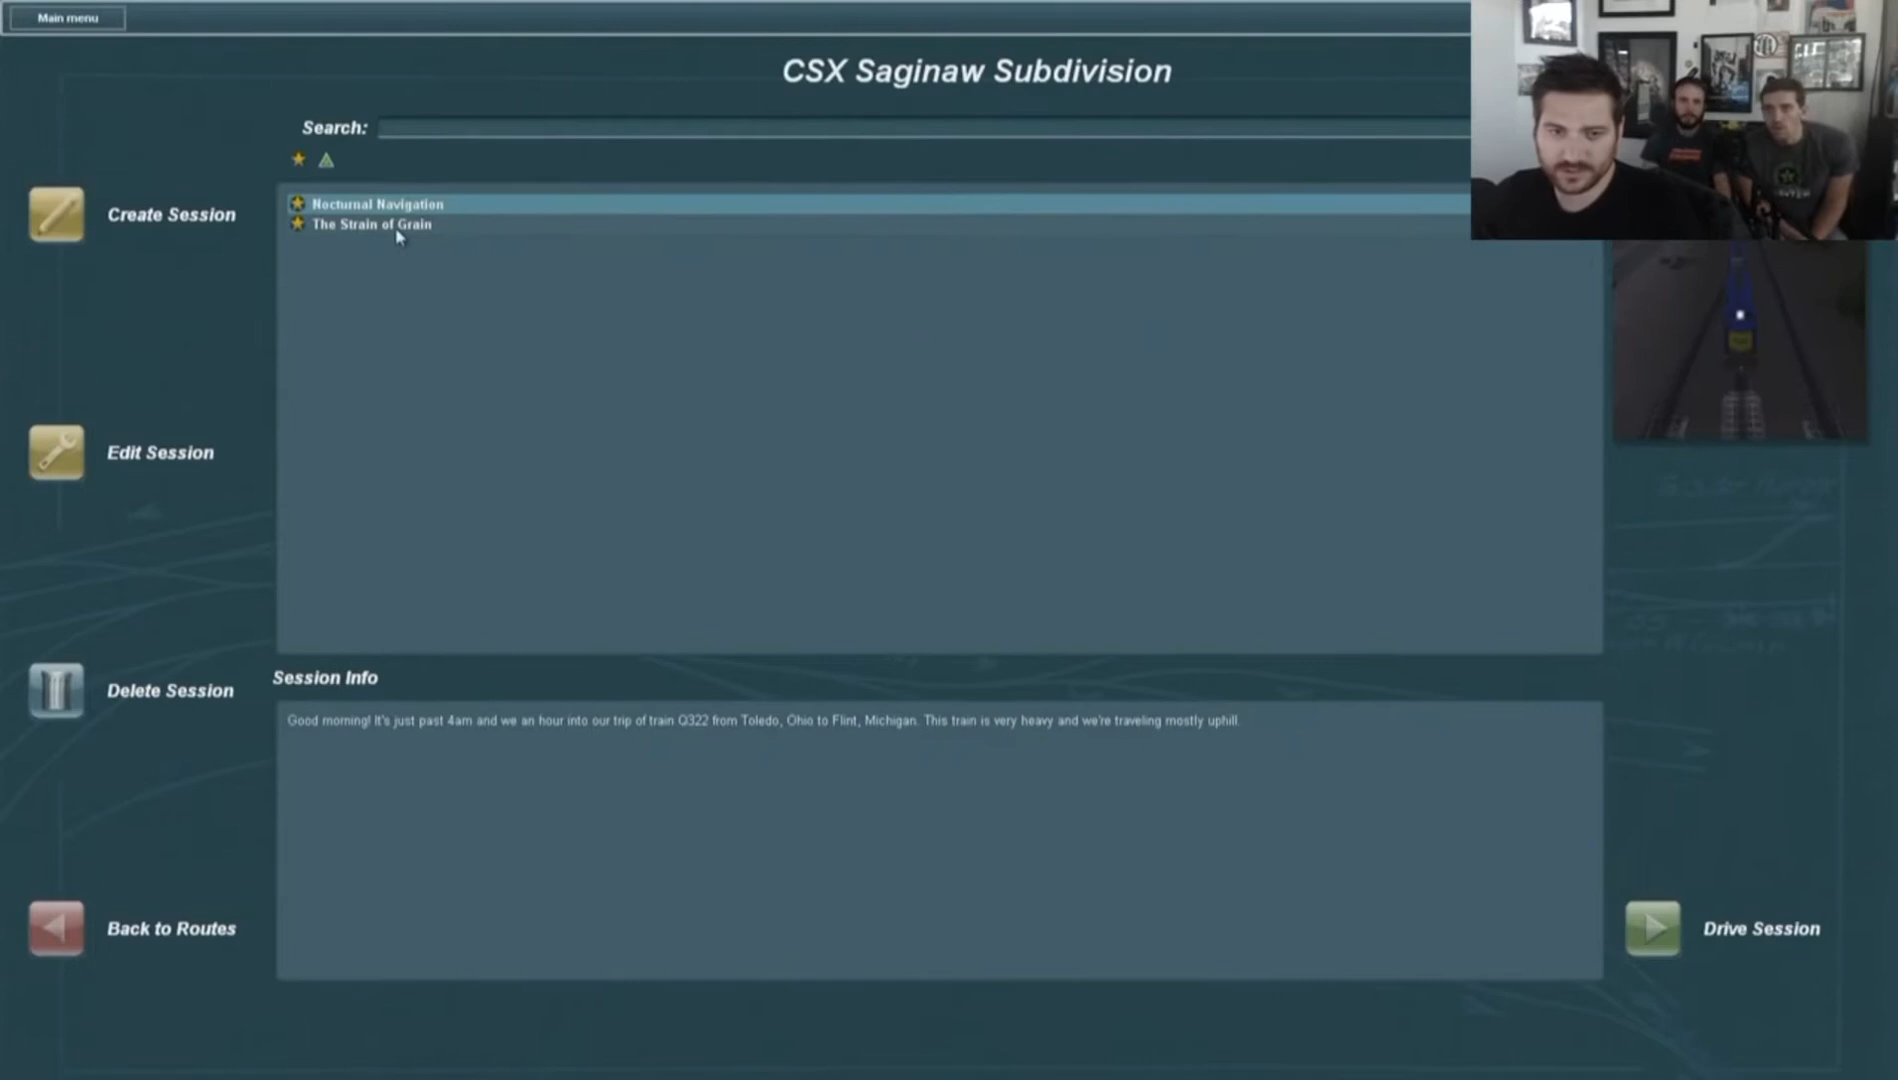 Main menu
CSX Saginaw Subdivision
Search:
Create Session
Nocturnal Navigation
The Strain of Grain
Edit Session
Delete Session
Session Info
Good morning! It's just past 4am and we an hour into our trip of train Q322 from Toledo, Ohio to Flint, Michigan. This train is very heavy and we're traveling mostly uphill.
Back to Routes
Drive Session